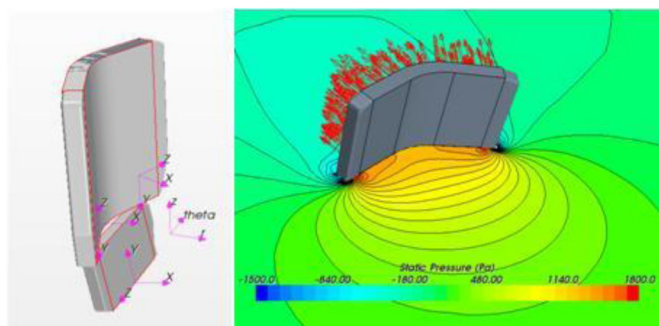 Z
X
Z
Y
Z
X
theta
Y
Y
r
X
Z
Static Pressure (Pa)
-1500.0 -840.00 -180.00 480.00 1140.0 1800.0